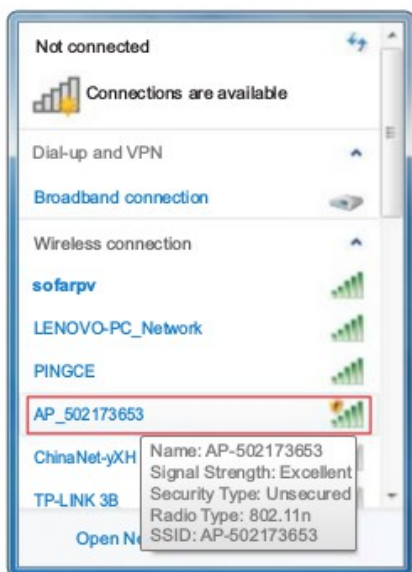 Not connected
Connections are available
Dial-up and VPN
Broadband connection
Wireless connection
sofarpv
LENOVO-PC_Network
PINGCE
AP_502173653
ChinaNet-yXH
Name: AP-502173653
Signal Strength: Excellent
Security Type: Unsecured
Radio Type: 802.11n
SSID: AP-502173653
TP-LINK 3B
Open Ne